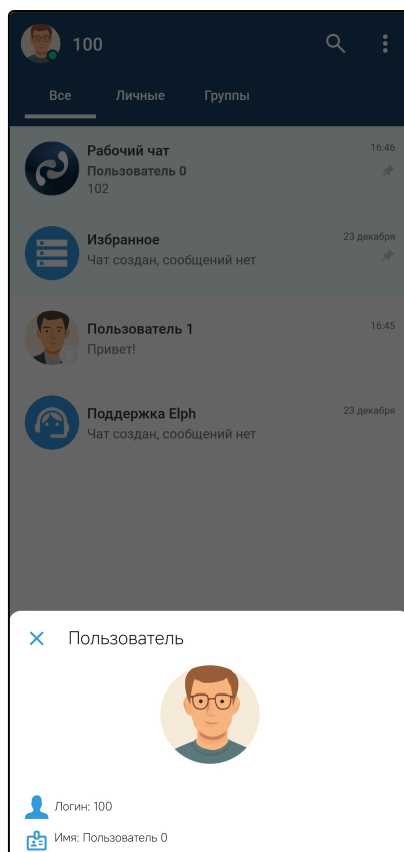 100
Все Личные Группы
Рабочий чат 16:46
Пользователь 0
102
Избранное 23 декабря
Чат создан, сообщений нет
Пользователь 1 16:45
Привет!
Поддержка Elph 23 декабря
Чат создан, сообщений нет
Пользователь
Логин: 100
Имя: Пользователь 0